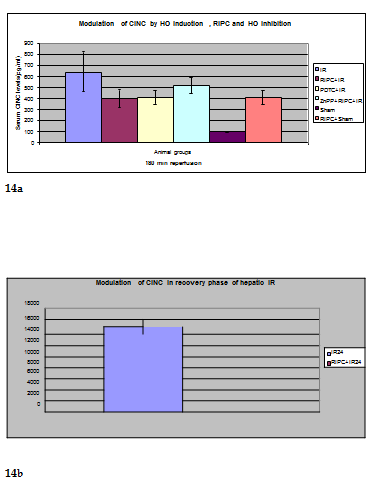 Modulation of CINC by HO induction , RIPC and HO inhibition
Serum CINC levels(pg/ml)
900
800
700
600
500
400
300
200
100
0
Animal groups
180 min reperfusion
IR
RIPC+IR
PDTC+IR
ZnPP+RIPC+IR
Sham
RIPC+Sham
14a
Modulation of CINC in recovery phase of hepatic IR
18000
16000
14000
12000
10000
8000
6000
4000
2000
0
IR24
RIPC+IR24
14b